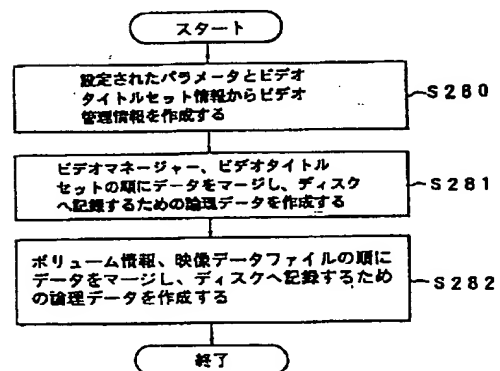 スタート
設定されたパラメータとビデオ
タイトルセット情報からビデオ
管理情報を作成する
S280
ビデオマネージャー、ビデオタイトル
セットの順にデータをマージし、ディスク
へ記録するための論理データを作成する
S281
ボリューム情報、映像データファイルの順に
データをマージし、ディスクへ記録するため
の論理データを作成する
S282
終了